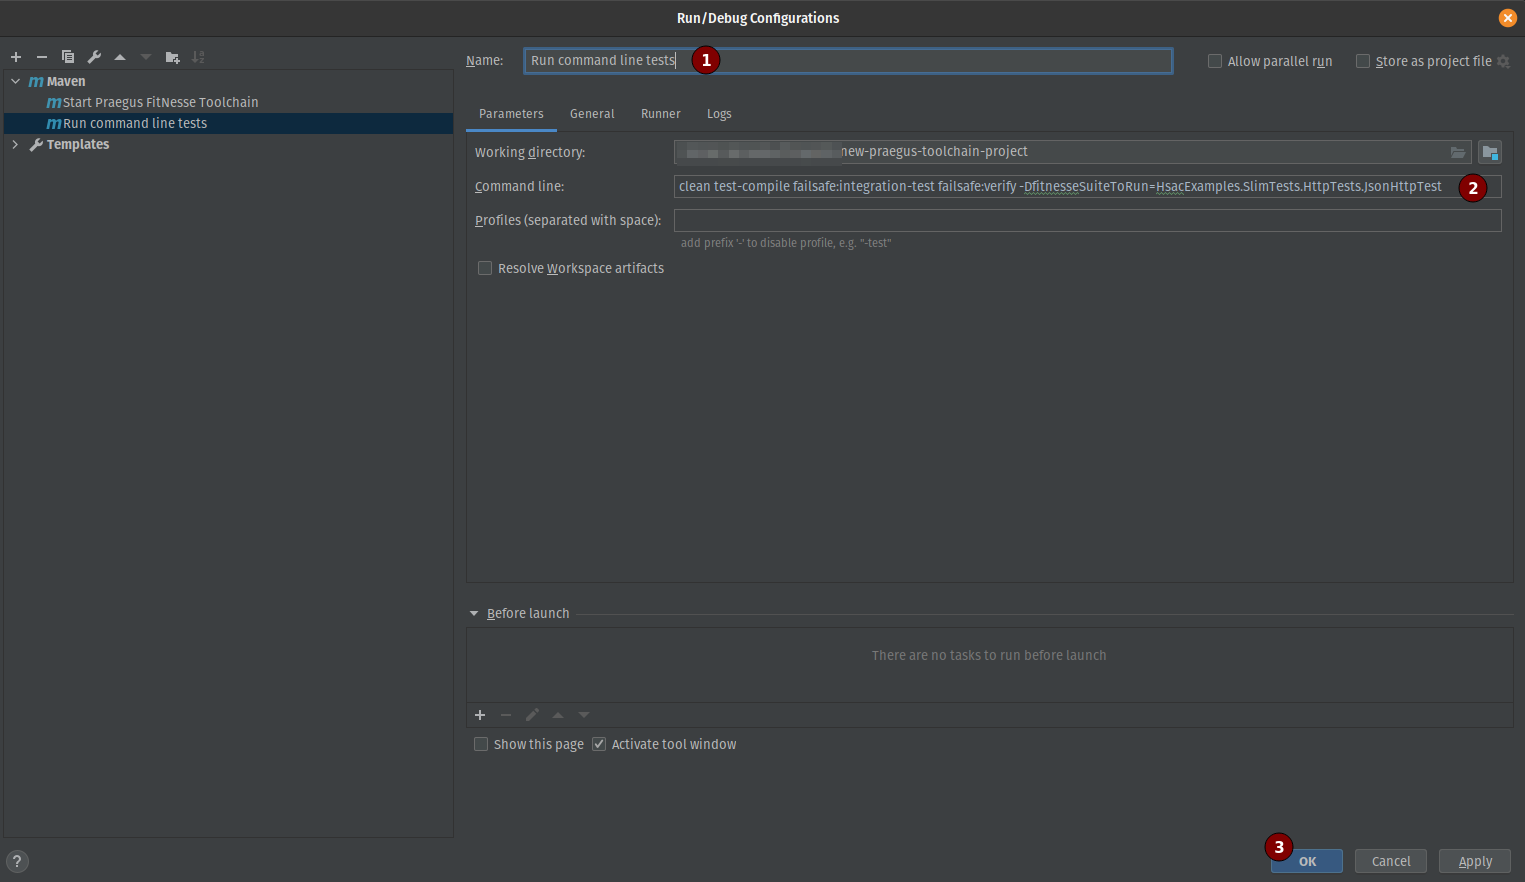 Run/Debug Configurations
Name: Run command line tests 1 Allow parallel run Store as project file
Maven
Start Praegus FitNesse Toolchain
Run command line tests
Templates
Parameters General Runner Logs
Working directory: new-praegus-toolchain-project
Command line: clean test-compile failsafe:integration-test failsafe:verify -DfitnesseSuiteToRun=HsacExamples.SlimTests.HttpTests.JsonHttpTest 2
Profiles (separated with space):
add prefix '-' to disable profile, e.g. "-test"
Resolve Workspace artifacts
Before launch
There are no tasks to run before launch
Show this page Activate tool window
3 OK Cancel Apply
?